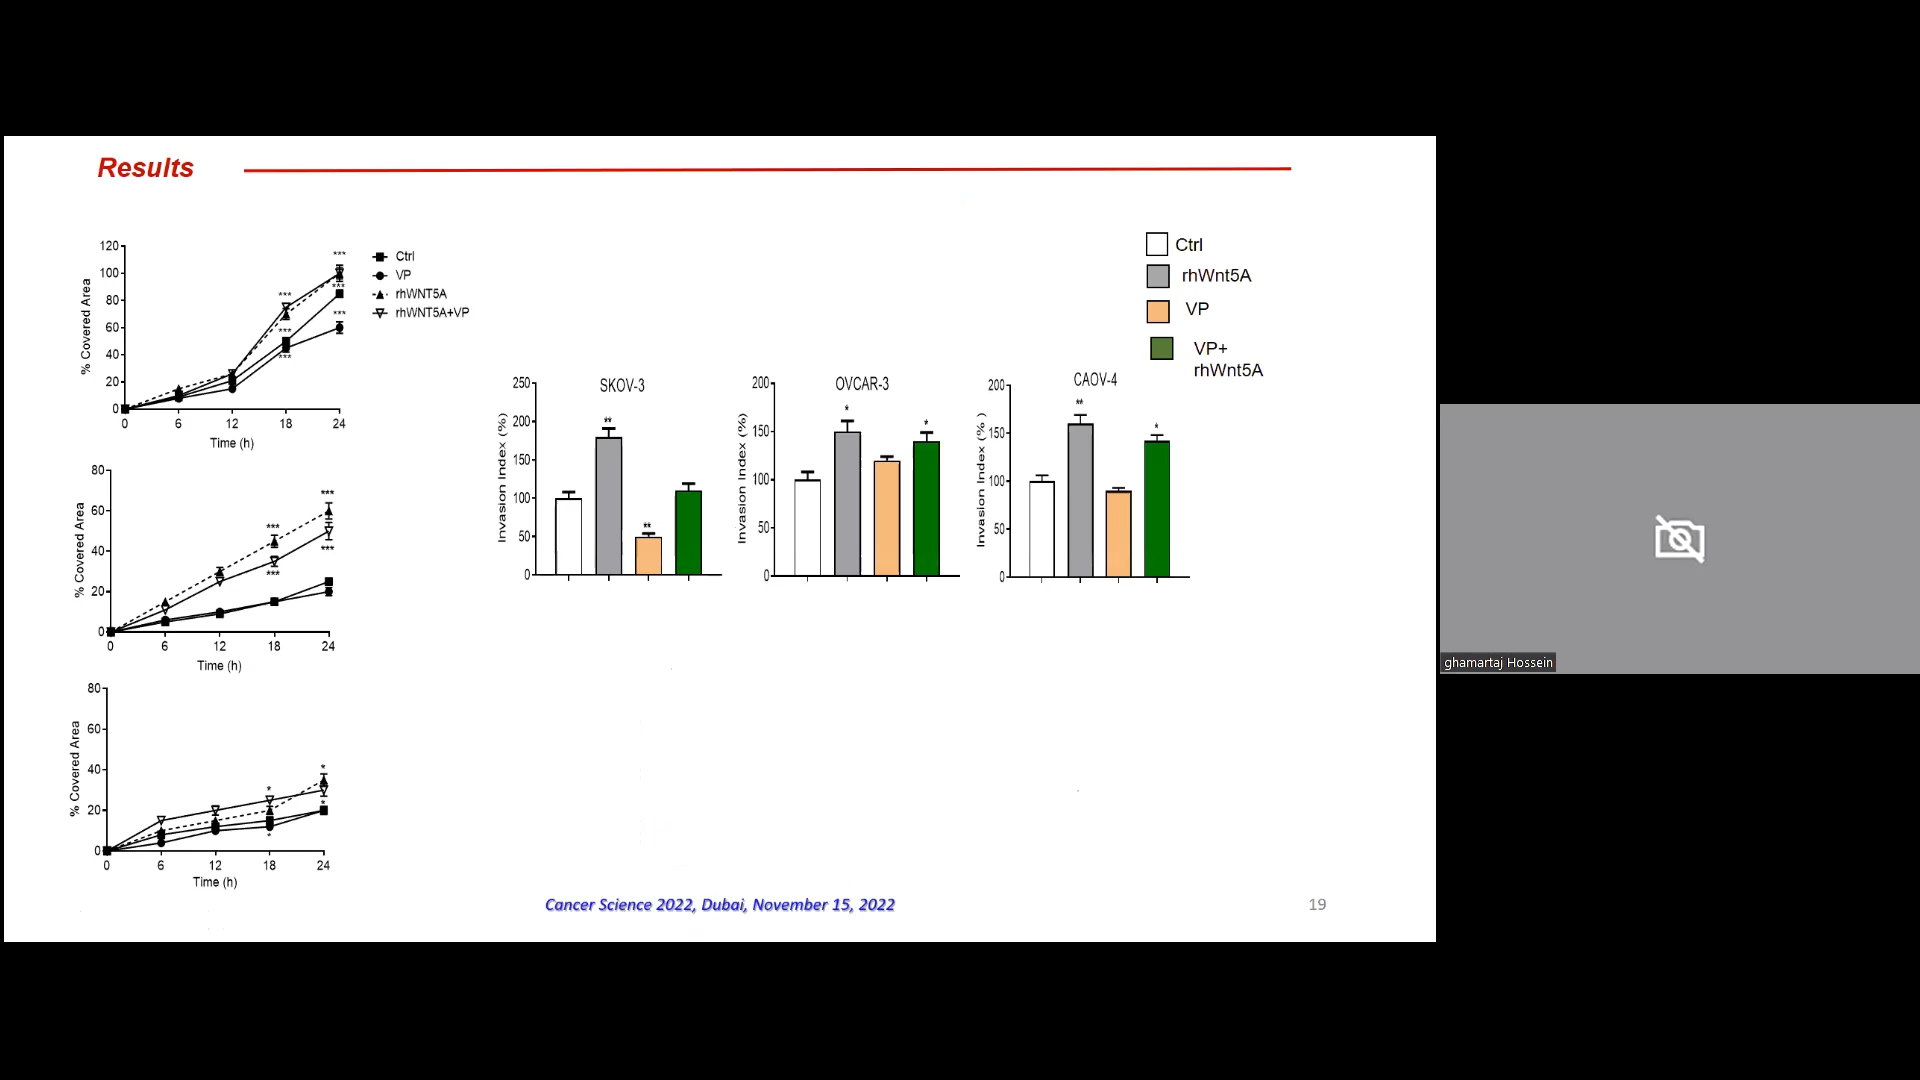 Results
120
100
80
60
40
20
0
% Covered Area
0 6 12 18 24
Time (h)
*** *** *** *** *** ***
Ctrl
VP
rhWNT5A
rhWNT5A+VP
80
60
40
20
0
% Covered Area
0 6 12 18 24
Time (h)
*** *** *** ***
80
60
40
20
0
% Covered Area
0 6 12 18 24
Time (h)
* * * *
SKOV-3
250
200
150
100
50
0
Invasion Index (%)
** **
OVCAR-3
200
150
100
50
0
Invasion Index (%)
* *
CAOV-4
200
150
100
50
0
Invasion Index (%)
** *
Ctrl
rhWnt5A
VP
VP+
rhWnt5A
Cancer Science 2022, Dubai, November 15, 2022
19
ghamartaj Hossein